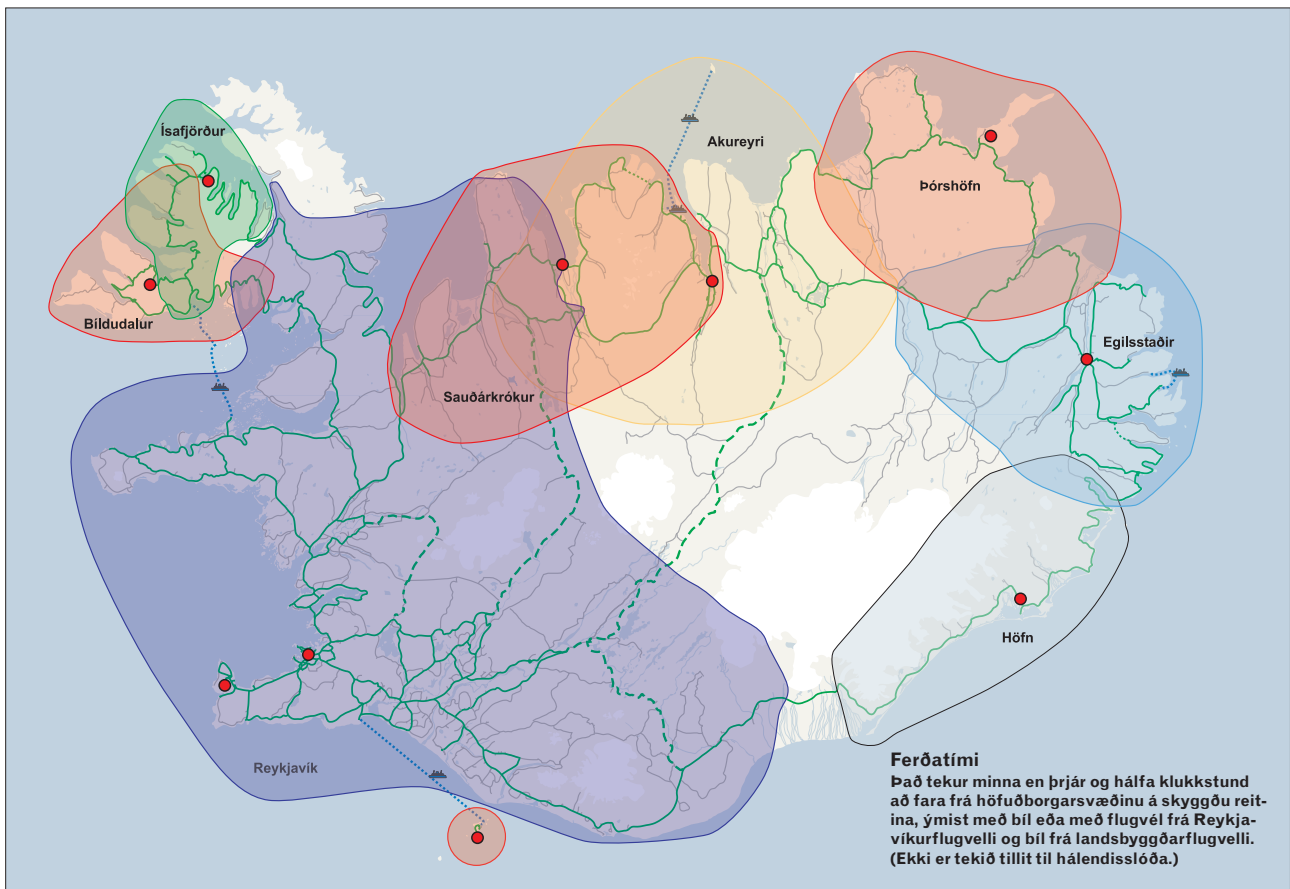 Ísafjörður
Akureyri
Þórshöfn
Bíldudalur
Egilsstaðir
Sauðárkrókur
Höfn
Reykjavík
Ferðatími
Það tekur minna en þrjár og hálfa klukkstund
að fara frá höfuðborgarsvæðinu á skyggðu reit-
ina, ýmist með bíl eða með flugvél frá Reykja-
víkurflugvelli og bíl frá landsbyggðarflugvelli.
(Ekki er tekið tillit til hálendisslóða.)